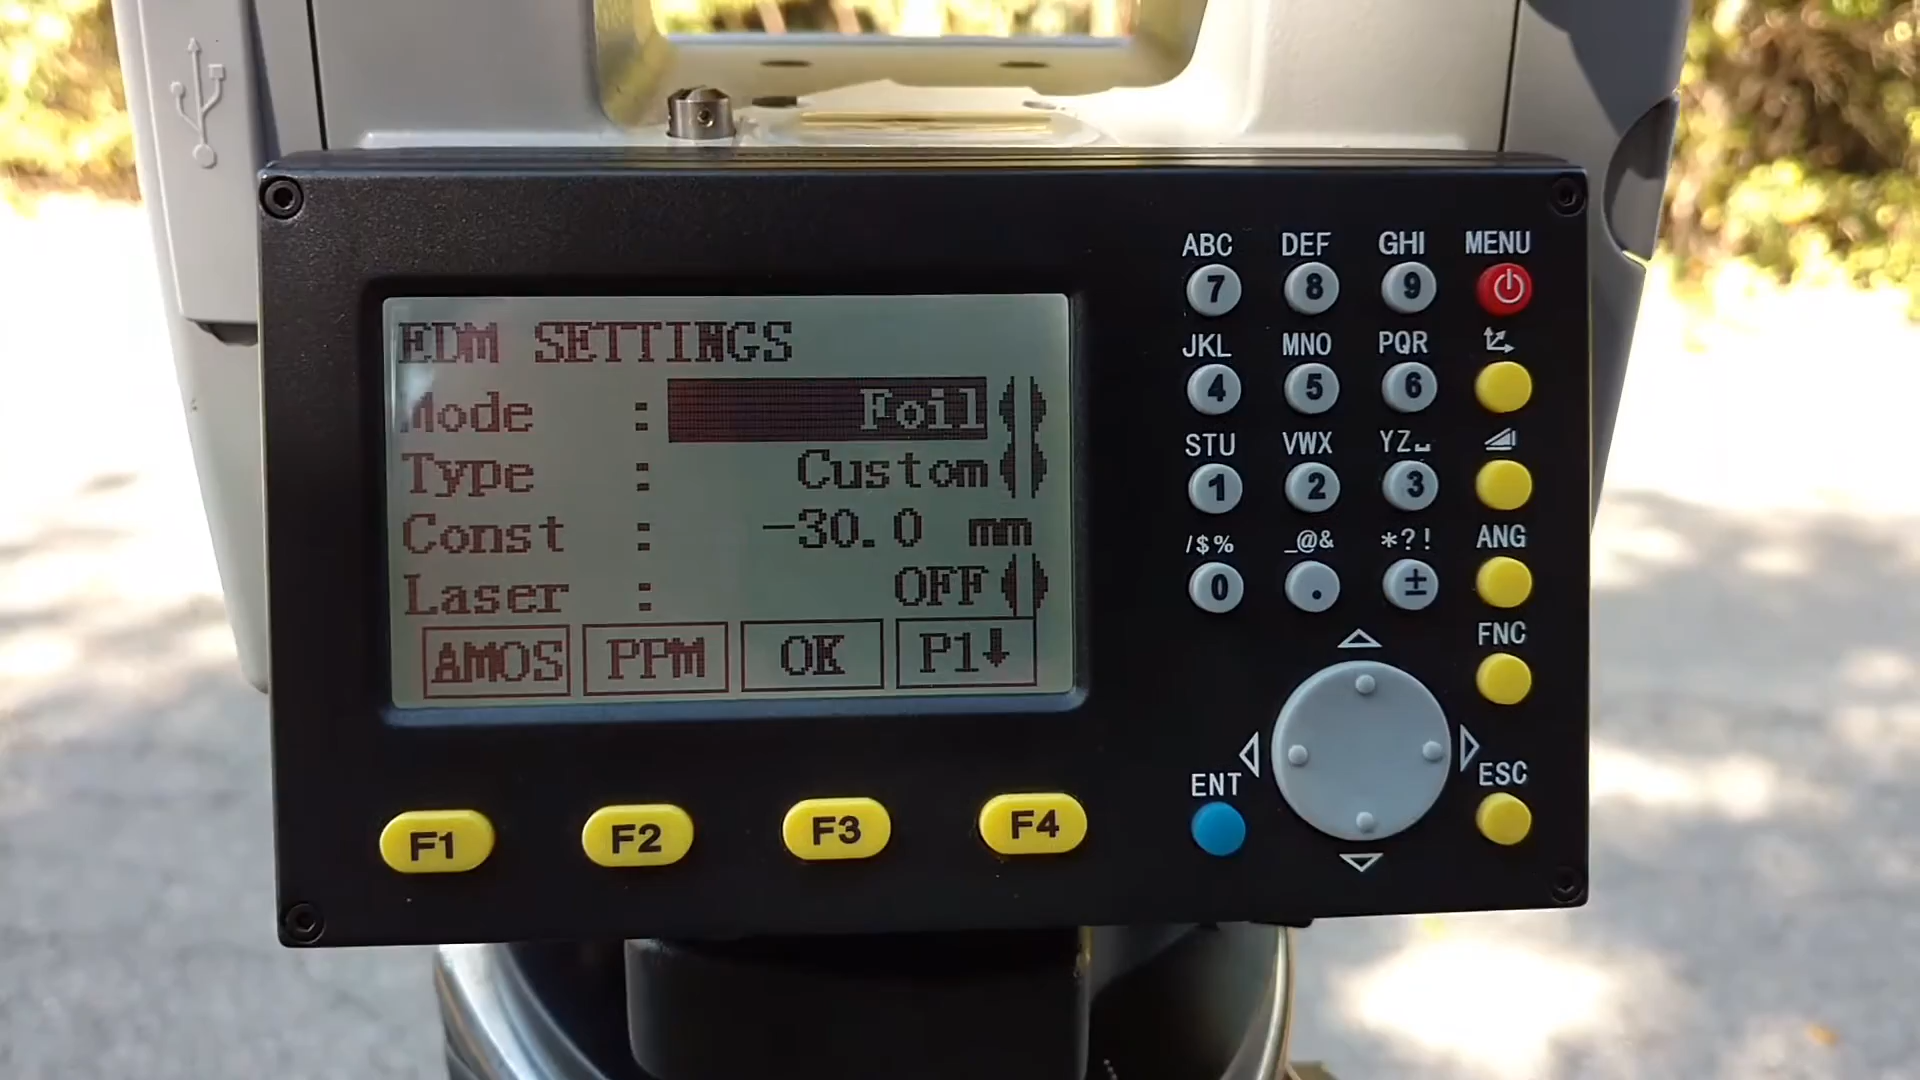 EDM SETTINGS
Mode : Foil
Type : Custom
Const : -30.0 mm
Laser : OFF
AMOS PPM OK P1↓
F1 F2 F3 F4
ABC DEF GHI MENU
7 8 9
JKL MNO PQR
4 5 6
STU VWX YZ˽
1 2 3
/$% _@& *?! ANG
0 . ±
FNC
ENT ESC